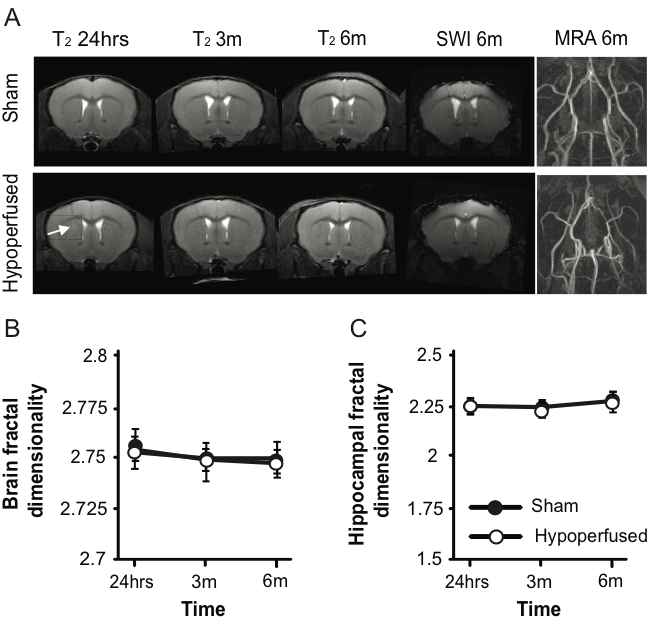 A
T2 24hrs T2 3m T2 6m SWI 6m MRA 6m
Sham
Hypoperfused
B
Brain fractal
dimensionality
2.8
2.775
2.75
2.725
2.7
24hrs 3m 6m
Time
C
Hippocampal fractal
dimensionality
2.5
2.25
2
1.75
1.5
Sham
Hypoperfused
24hrs 3m 6m
Time